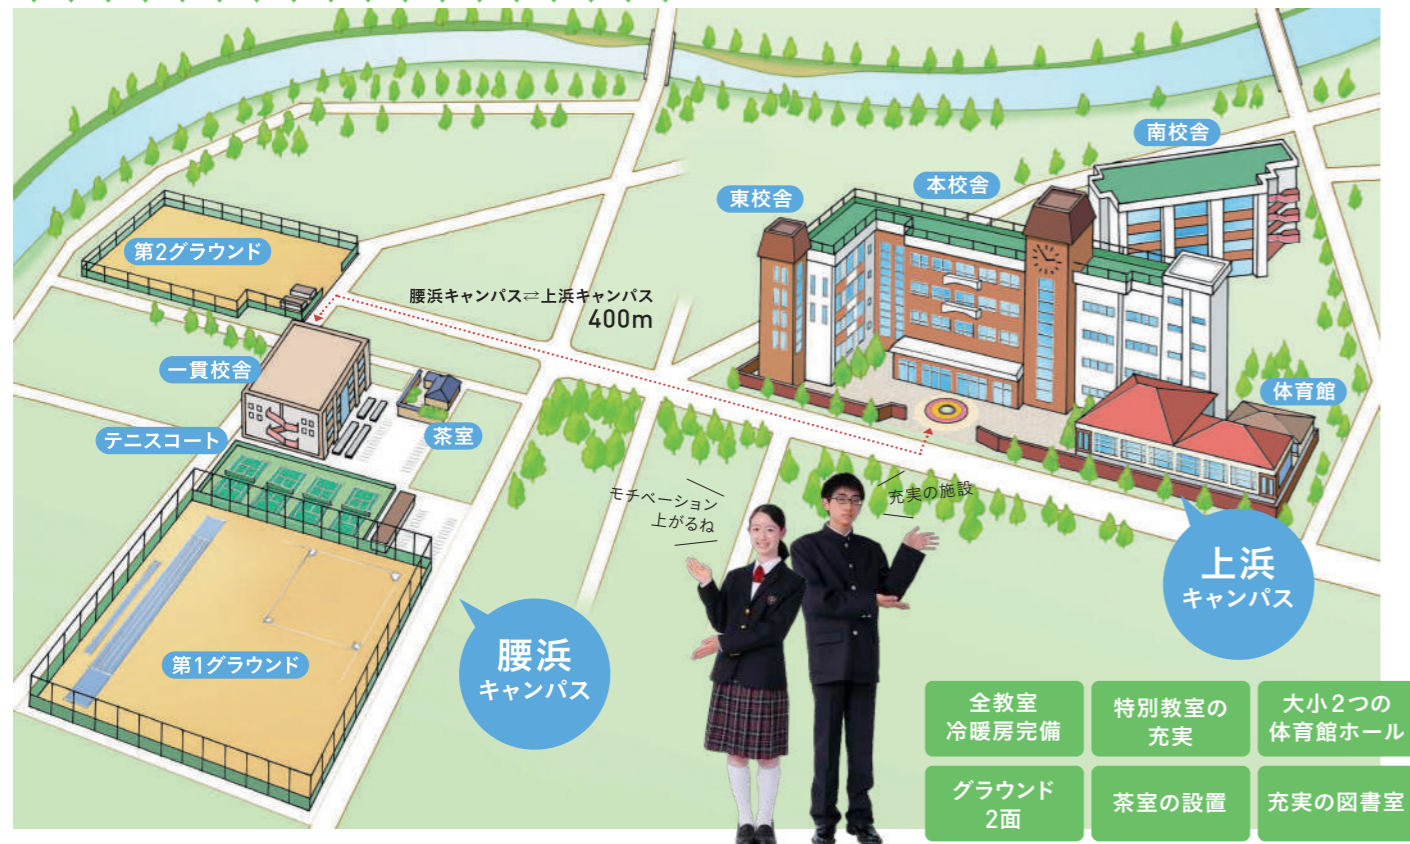 南校舎
本校舎
東校舎
第2グラウンド
腰浜キャンパス⇄上浜キャンパス
400m
一貫校舎
体育館
テニスコート
茶室
モチベーション
上がるね
充実の施設
上浜
キャンパス
腰浜
キャンパス
第1グラウンド
全教室
冷暖房完備
特別教室の
充実
大小2つの
体育館ホール
グラウンド
2面
茶室の設置
充実の図書室